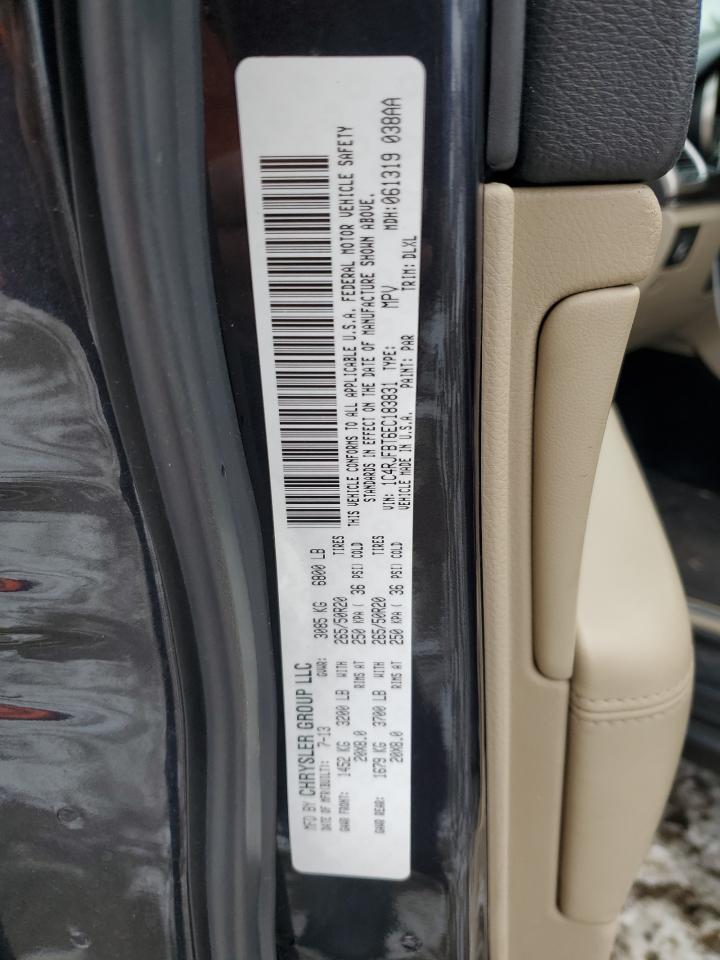 MFD BY CHRYSLER GROUP LLC
DATE OF MFR(BUILT): 7-13 GVWR: 3085 KG 6800 LB
GAWR FRONT: 1452 KG 3200 LB WITH 265/50R20 TIRES
20X8.0 RIMS AT 250 KPA ( 36 PSI) COLD
GAWR REAR: 1679 KG 3700 LB WITH 265/50R20 TIRES
20X8.0 RIMS AT 250 KPA ( 36 PSI) COLD
THIS VEHICLE CONFORMS TO ALL APPLICABLE U.S.A. FEDERAL MOTOR VEHICLE SAFETY
STANDARDS IN EFFECT ON THE DATE OF MANUFACTURE SHOWN ABOVE.
VIN: 1C4RJFBT6EC183831 TYPE: MPV MDH:061319 038AA
VEHICLE MADE IN U.S.A. PAINT: PAR TRIM: DLXL